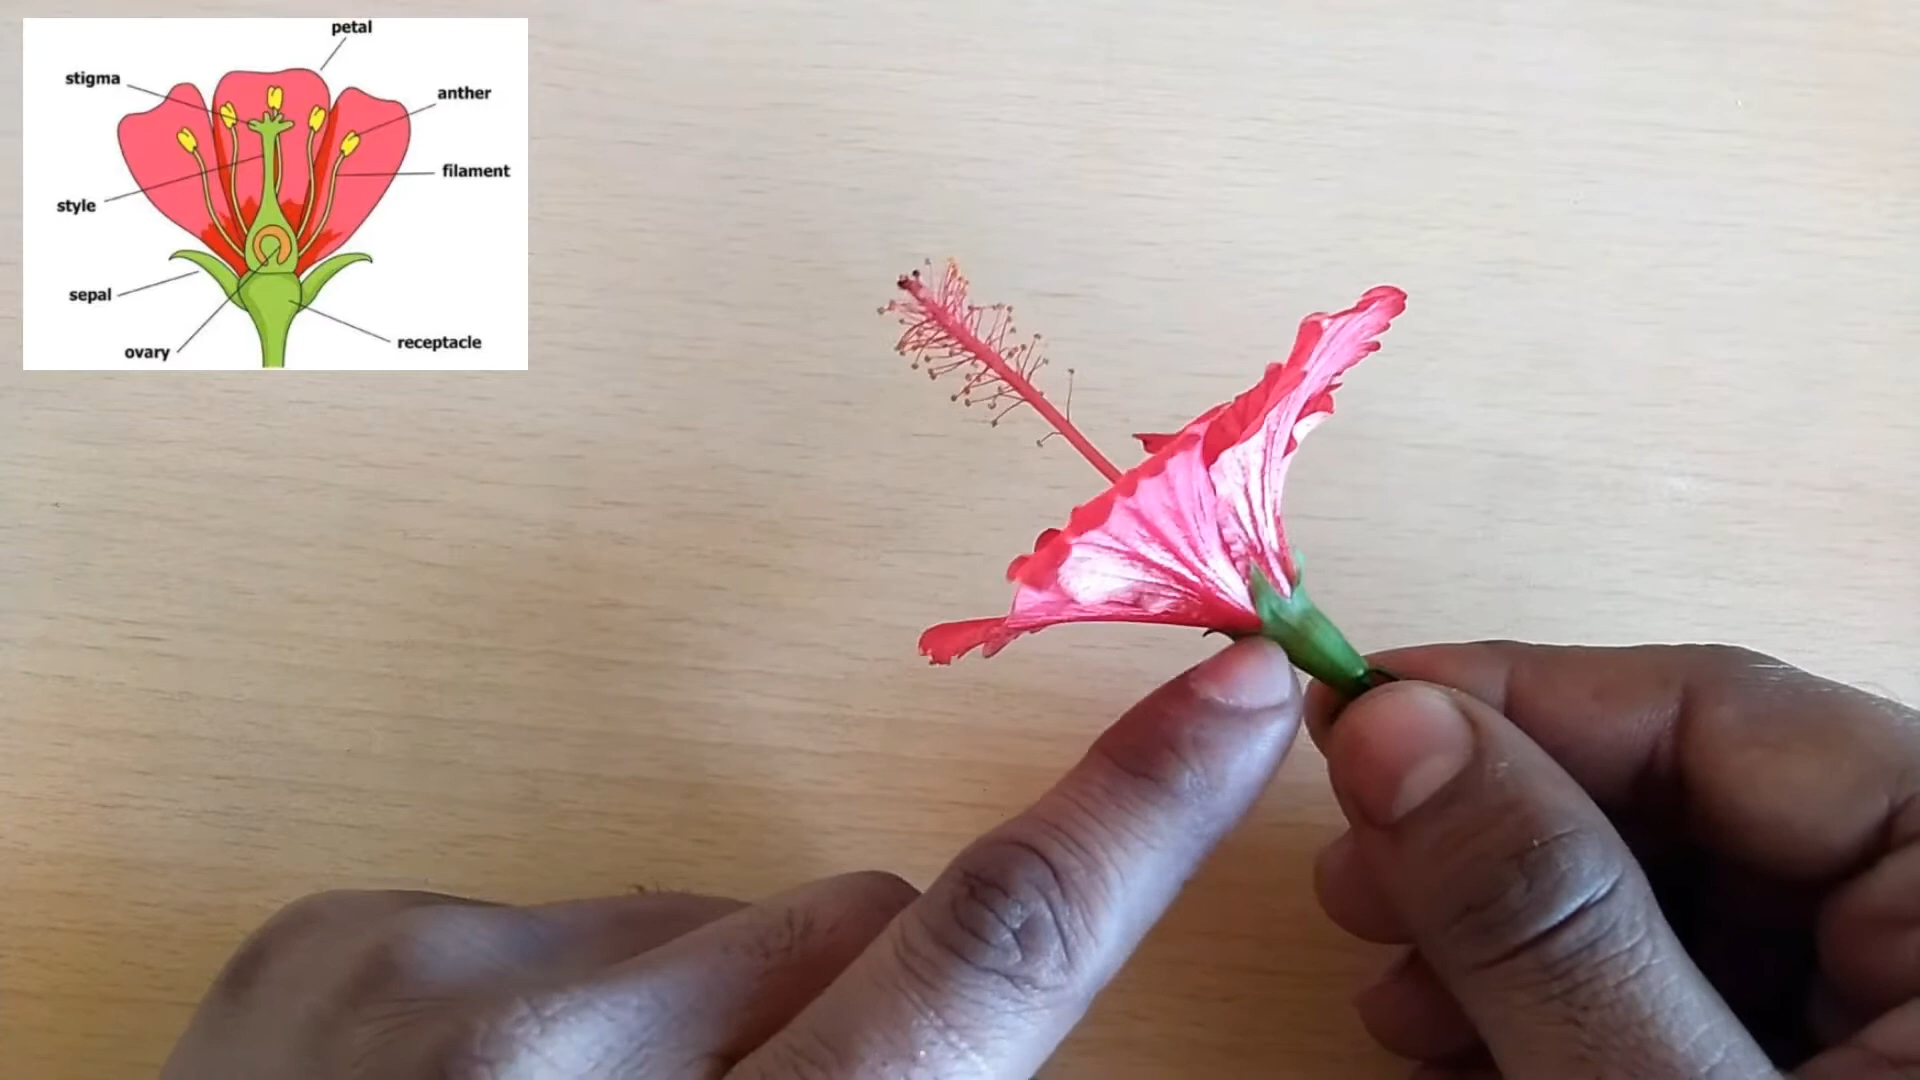 petal
stigma
anther
filament
style
sepal
receptacle
ovary